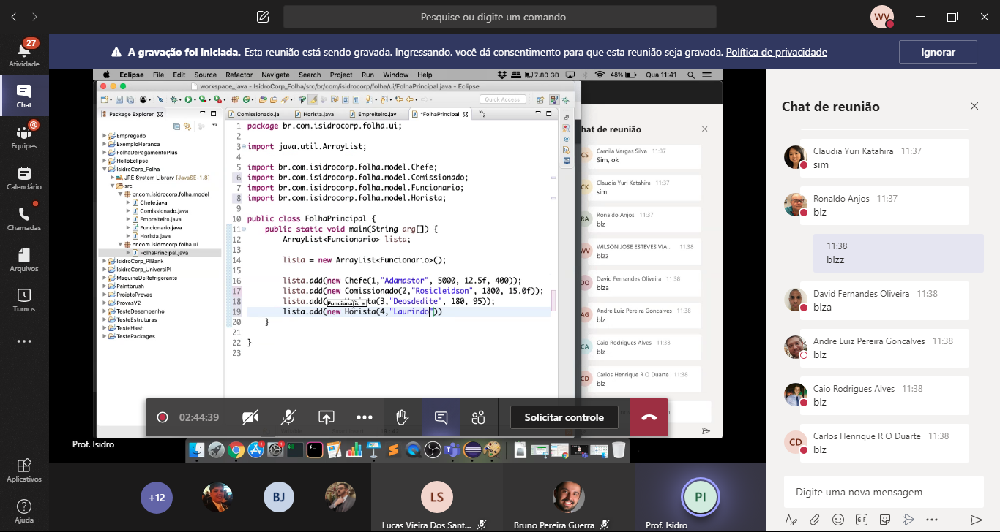 Pesquise ou digite um comando
WV
27
Atividade
Chat
Equipes
Calendário
Chamadas
Arquivos
Turnos
Aplicativos
Ajuda
A gravação foi iniciada. Esta reunião está sendo gravada. Ingressando, você dá consentimento para que esta reunião seja gravada. Política de privacidade
Ignorar
Eclipse File Edit Source Refactor Navigate Search Project Run Window Help
7.80 GB 48% Qua 11:41
workspace_java - IsidroCorp_Folha/src/br/com/isidrocorp/folha/ui/FolhaPrincipal.java - Eclipse
Quick Access
Package Explorer
Empregado
ExemploHeranca
FolhaDePagamentoPlus
HelloEclipse
IsidroCorp_Folha
JRE System Library [JavaSE-1.8]
src
br.com.isidrocorp.folha.model
Chefe.java
Comissionado.java
Empreiteiro.java
Funcionario.java
Horista.java
br.com.isidrocorp.folha.ui
FolhaPrincipal.java
IsidroCorp_PIBank
IsidroCorp_UniversiPI
MaquinaDeRefrigerante
Paintbrush
ProjetoProvas
ProvasV2
TesteDesempenho
TesteEstruturas
TesteHash
TestePackages
Comissionado.ja Horista.java Empreiteiro.jav *FolhaPrincipal »2
1 package br.com.isidrocorp.folha.ui;
2
3 import java.util.ArrayList;
4
5 import br.com.isidrocorp.folha.model.Chefe;
6 import br.com.isidrocorp.folha.model.Comissionado;
7 import br.com.isidrocorp.folha.model.Funcionario;
8 import br.com.isidrocorp.folha.model.Horista;
9
10 public class FolhaPrincipal {
11 public static void main(String arg[]) {
12 ArrayList<Funcionario> lista;
13
14 lista = new ArrayList<Funcionario>();
15
16 lista.add(new Chefe(1,"Adamastor", 5000, 12.5f, 400));
17 lista.add(new Comissionado(2,"Rosicleidson", 1800, 15.0f));
18 lista.add( ta(3,"Deosdedite", 180, 95));
Funcionario e
19 lista.add(new Horista(4,"Laurindo"))
20 }
21
22 }
23
hat de reunião
CS
Camila Vargas Silva 11:37
Sim, ok
CK
Claudia Yuri Katahira 11:37
sim
RA
Ronaldo Anjos 11:37
blz
WV
WILSON JOSE ESTEVES VIA... 11:38
blzz
DO
David Fernandes Oliveira 11:38
blza
AG
Andre Luiz Pereira Goncalves 11:38
blz
CA
Caio Rodrigues Alves 11:38
blz
CD
Carlos Henrique R O Duarte 11:38
blz
02:44:39
Solicitar controle
Prof. Isidro
+12
BJ
LS
Lucas Vieira Dos Sant...
Bruno Pereira Guerra
PI
Prof. Isidro
Chat de reunião
Claudia Yuri Katahira 11:37
sim
Ronaldo Anjos 11:37
blz
11:38
blzz
David Fernandes Oliveira 11:38
blza
Andre Luiz Pereira Goncalves 11:38
blz
Caio Rodrigues Alves 11:38
blz
CD
Carlos Henrique R O Duarte 11:38
blz
Digite uma nova mensagem
GIF